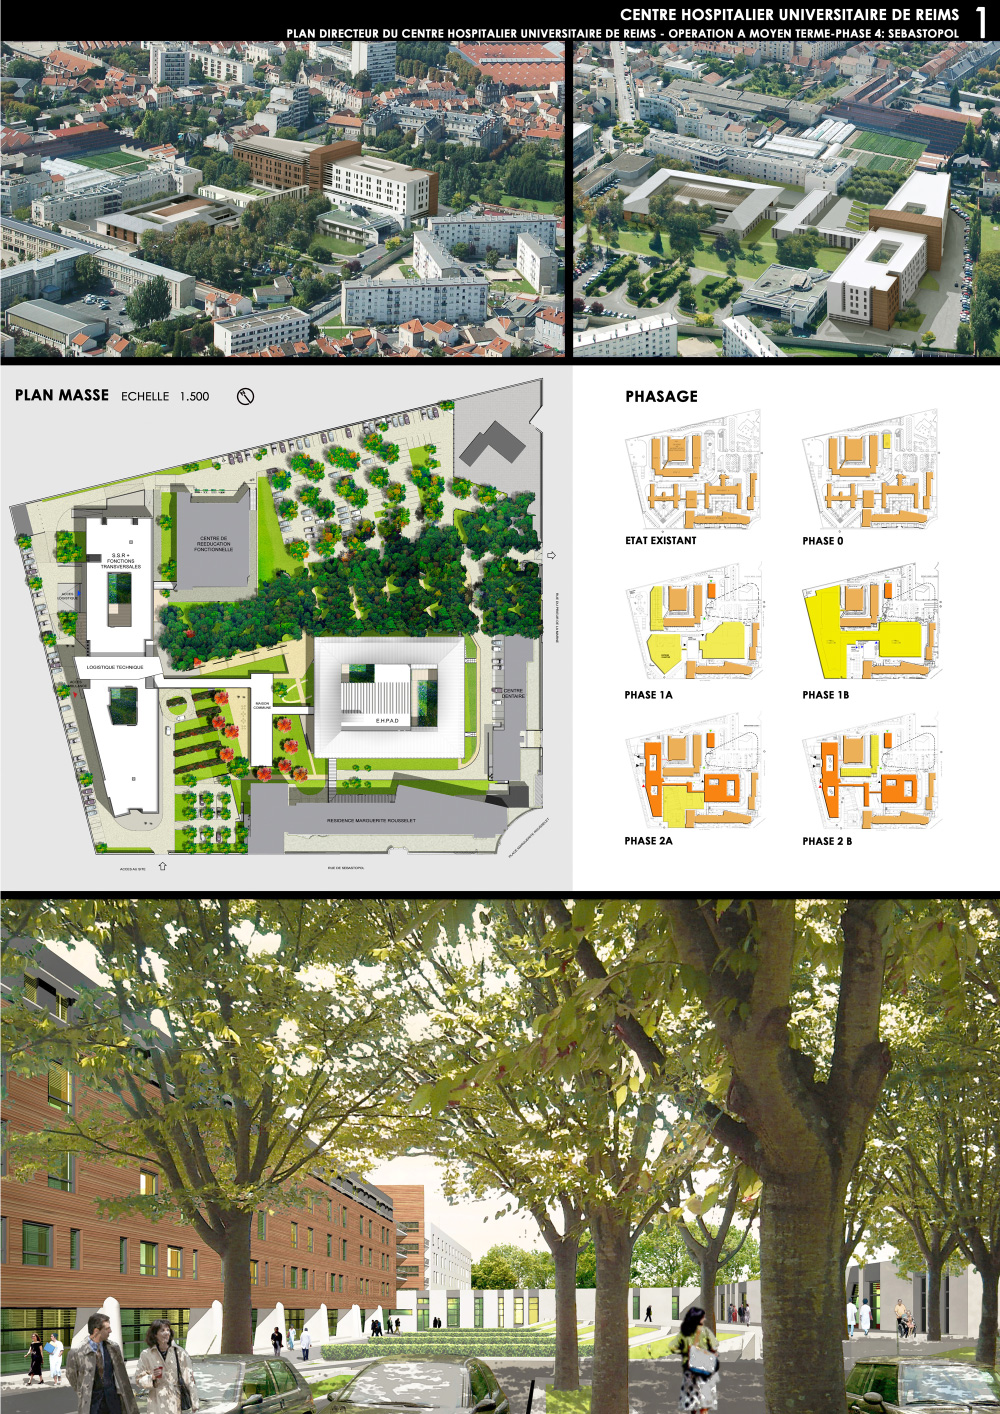 CENTRE HOSPITALIER UNIVERSITAIRE DE REIMS
1
PLAN DIRECTEUR DU CENTRE HOSPITALIER UNIVERSITAIRE DE REIMS - OPERATION A MOYEN TERME-PHASE 4: SEBASTOPOL
PLAN MASSE ECHELLE 1.500
CENTRE DE
REEDUCATION
FONCTIONNELLE
S.S.R +
FONCTIONS
TRANSVERSALES
LOGISTIQUE TECHNIQUE
MAISON
COMMUNE
E.H.P.A.D
CENTRE
DENTAIRE
RESIDENCE MARGUERITE ROUSSELET
PLACE MARGUERITE ROUSSELET
ACCES AU SITE
RUE DE SEBASTOPOL
PHASAGE
ETAT EXISTANT
PHASE 0
PHASE 1A
PHASE 1B
PHASE 2A
PHASE 2 B